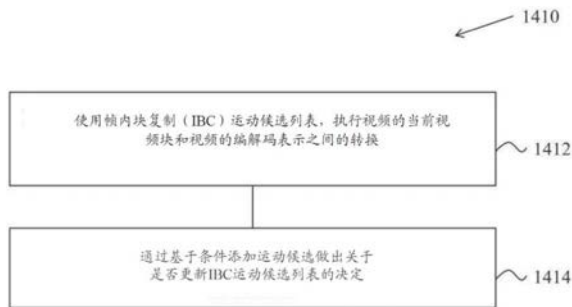 1410
使用帧内块复制（IBC）运动候选列表，执行视频的当前视
频块和视频的编解码表示之间的转换
1412
通过基于条件添加运动候选做出关于
是否更新IBC运动候选列表的决定
1414